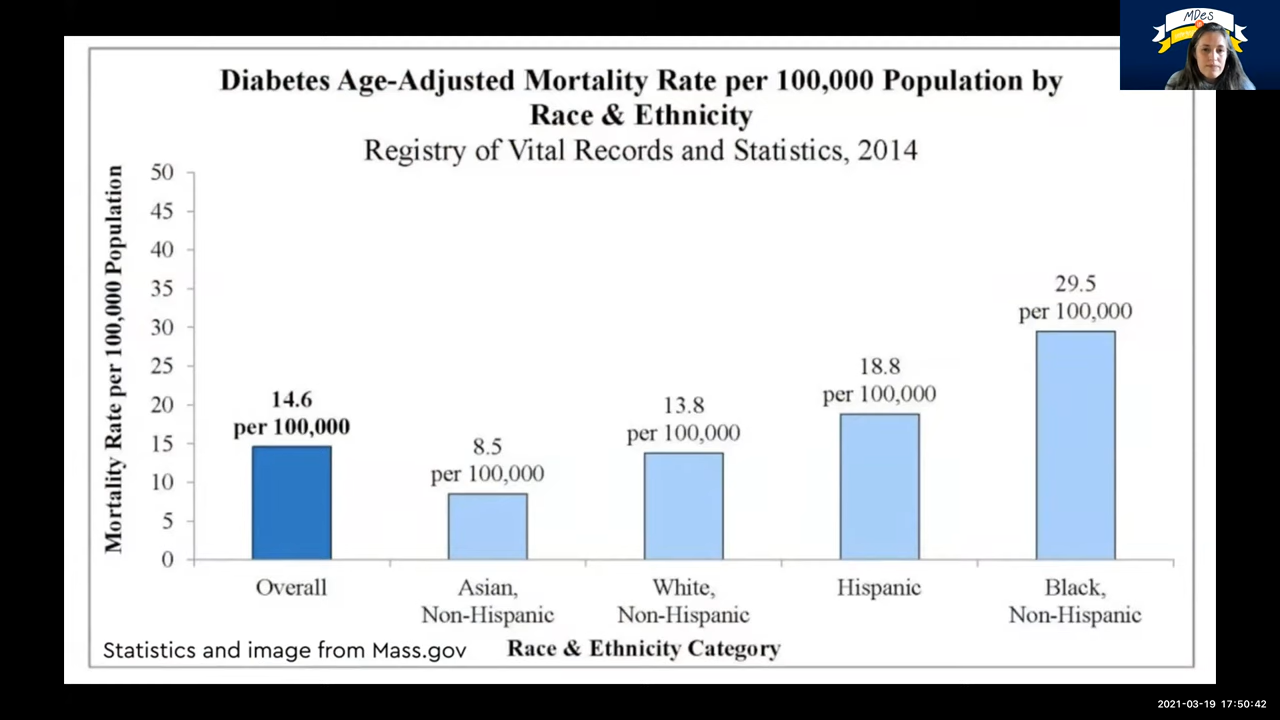 MDes
Diabetes Age-Adjusted Mortality Rate per 100,000 Population by
Race & Ethnicity
Registry of Vital Records and Statistics, 2014
Mortality Rate per 100,000 Population
50
45
40
35
30
25
20
15
10
5
0
14.6
per 100,000
8.5
per 100,000
13.8
per 100,000
18.8
per 100,000
29.5
per 100,000
Overall
Asian,
Non-Hispanic
White,
Non-Hispanic
Hispanic
Black,
Non-Hispanic
Statistics and image from Mass.gov
Race & Ethnicity Category
2021-03-19 17:50:42